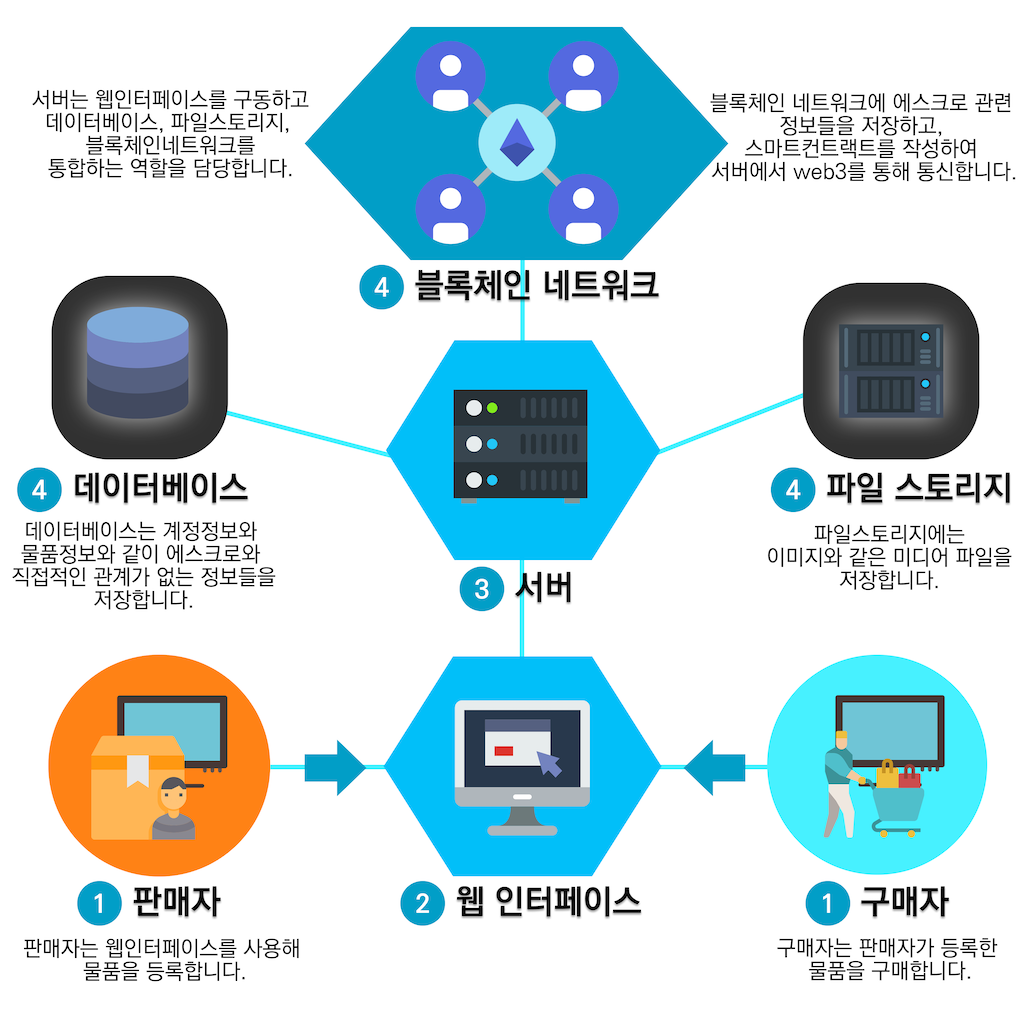 서버는 웹인터페이스를 구동하고
데이터베이스, 파일스토리지,
블록체인네트워크를
통합하는 역할을 담당합니다.
블록체인 네트워크에 에스크로 관련
정보들을 저장하고,
스마트컨트랙트를 작성하여
서버에서 web3를 통해 통신합니다.
4 블록체인 네트워크
4 데이터베이스
데이터베이스는 계정정보와
물품정보와 같이 에스크로와
직접적인 관계가 없는 정보들을
저장합니다.
4 파일 스토리지
파일스토리지에는
이미지와 같은 미디어 파일을
저장합니다.
3 서버
1 판매자
판매자는 웹인터페이스를 사용해
물품을 등록합니다.
2 웹 인터페이스
1 구매자
구매자는 판매자가 등록한
물품을 구매합니다.